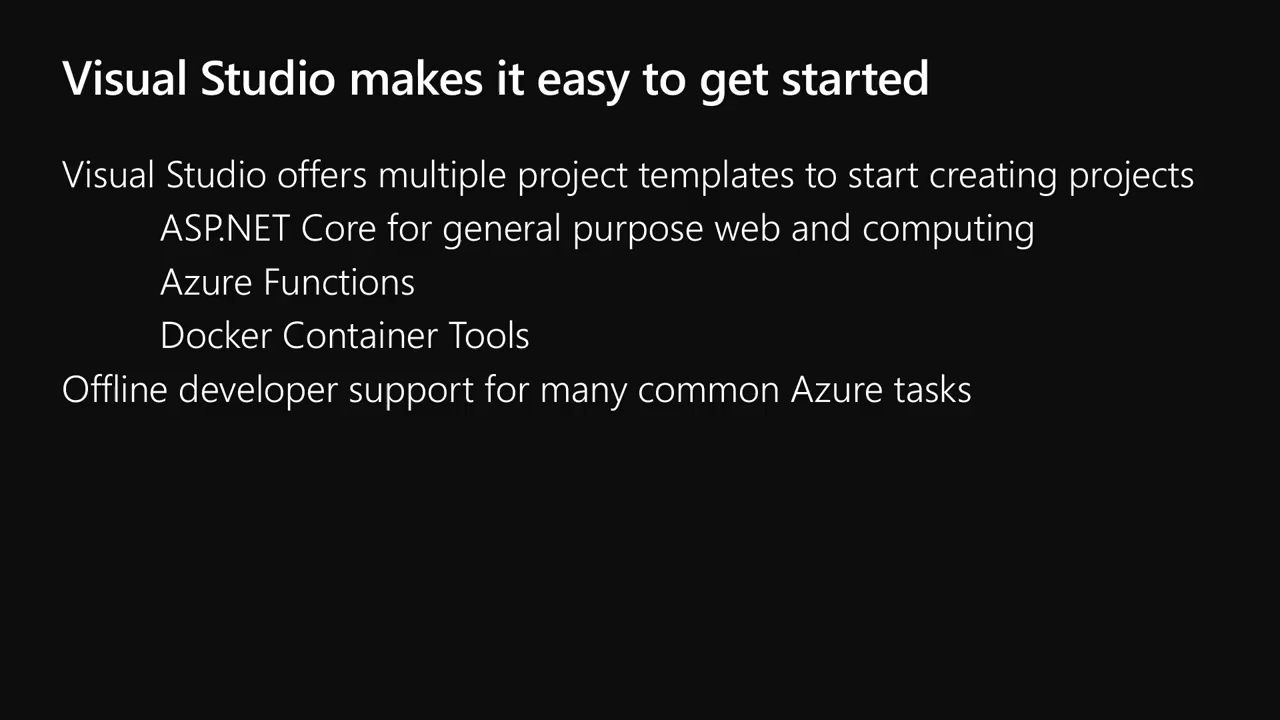 Visual Studio makes it easy to get started
Visual Studio offers multiple project templates to start creating projects
ASP.NET Core for general purpose web and computing
Azure Functions
Docker Container Tools
Offline developer support for many common Azure tasks